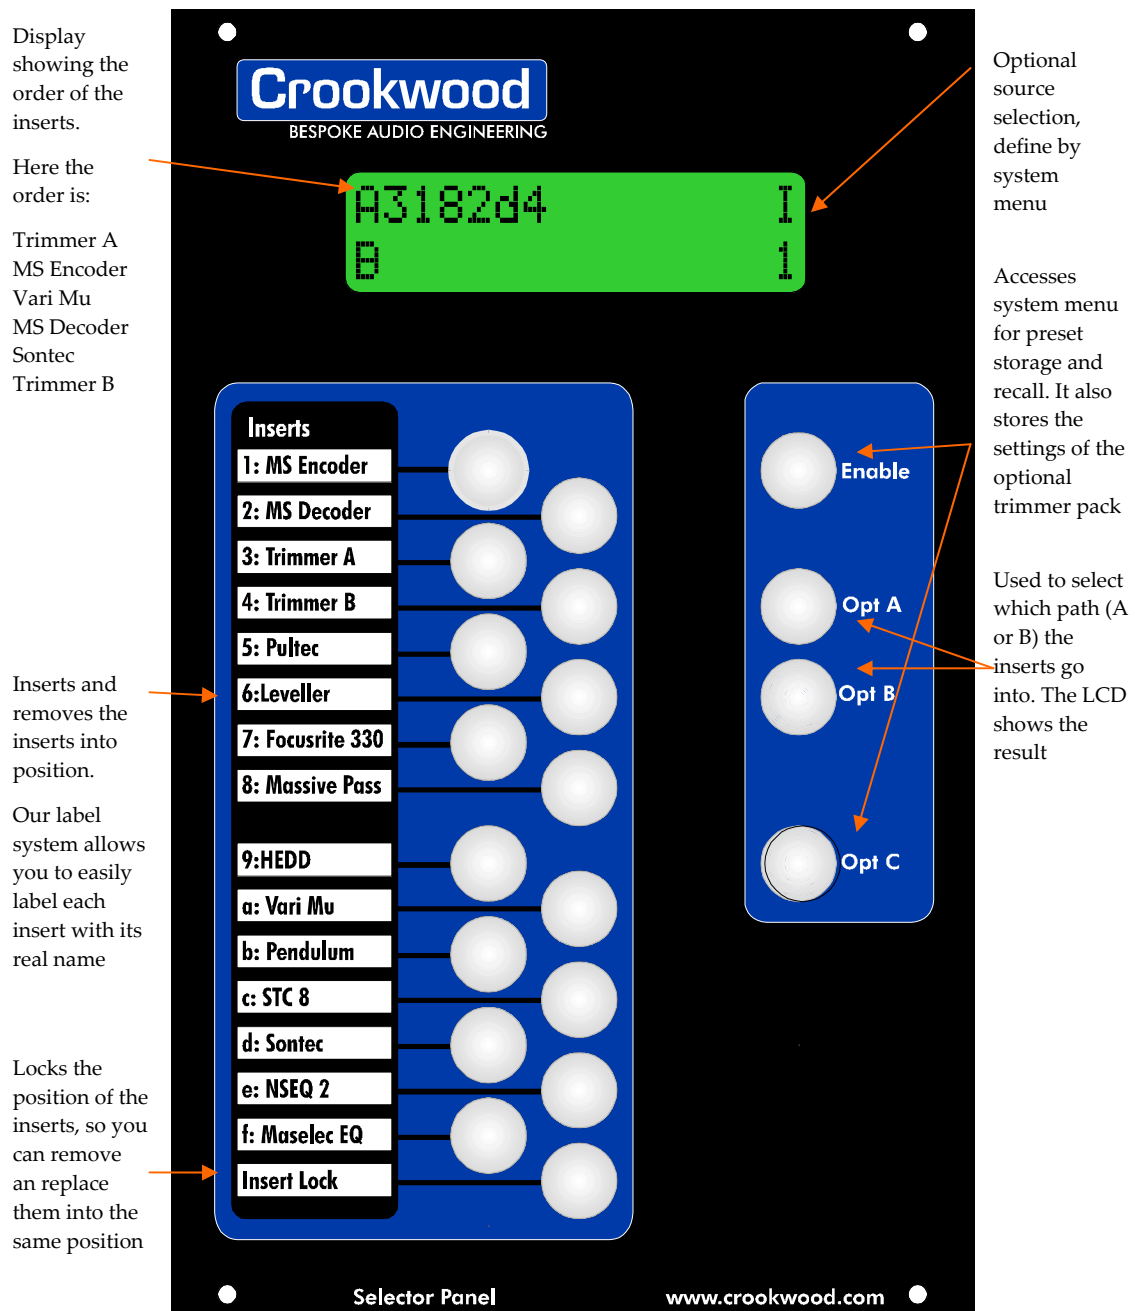 Display
showing the
order of the
inserts.
Here the
order is:
Trimmer A
MS Encoder
Vari Mu
MS Decoder
Sontec
Trimmer B
Inserts and
removes the
inserts into
position.
Our label
system allows
you to easily
label each
insert with its
real name
Locks the
position of the
inserts, so you
can remove
an replace
them into the
same position
Crookwood
BESPOKE AUDIO ENGINEERING
A3182d4 I
B 1
Inserts
1: MS Encoder
2: MS Decoder
3: Trimmer A
4: Trimmer B
5: Pultec
6:Leveller
7: Focusrite 330
8: Massive Pass
9:HEDD
a: Vari Mu
b: Pendulum
c: STC 8
d: Sontec
e: NSEQ 2
f: Maselec EQ
Insert Lock
Enable
Opt A
Opt B
Opt C
Selector Panel
www.crookwood.com
Optional
source
selection,
define by
system
menu
Accesses
system menu
for preset
storage and
recall. It also
stores the
settings of the
optional
trimmer pack
Used to select
which path (A
or B) the
inserts go
into. The LCD
shows the
result